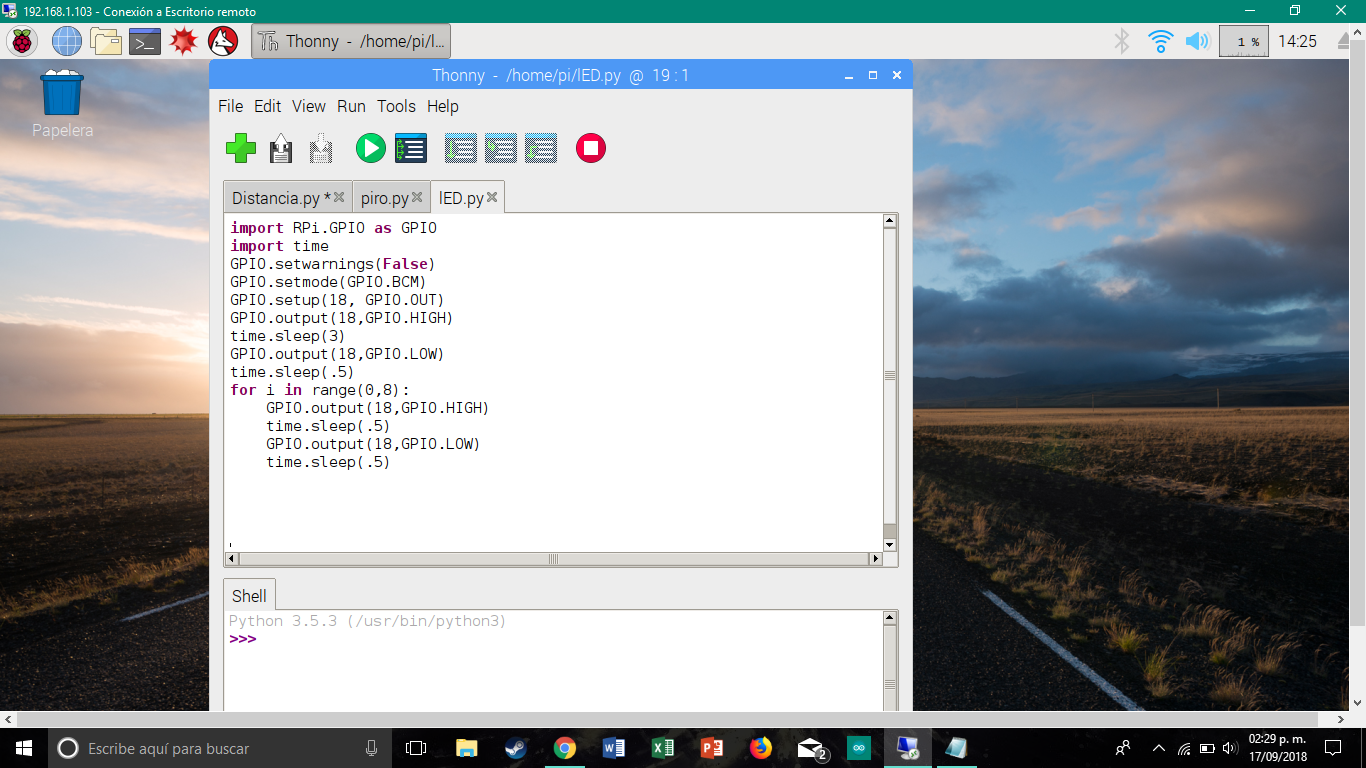 192.168.1.103 - Conexión a Escritorio remoto
Thonny - /home/pi/l...
1 %
14:25
Papelera
Thonny - /home/pi/lED.py @ 19 : 1
File Edit View Run Tools Help
Distancia.py * piro.py lED.py
import RPi.GPIO as GPIO
import time
GPIO.setwarnings(False)
GPIO.setmode(GPIO.BCM)
GPIO.setup(18, GPIO.OUT)
GPIO.output(18,GPIO.HIGH)
time.sleep(3)
GPIO.output(18,GPIO.LOW)
time.sleep(.5)
for i in range(0,8):
    GPIO.output(18,GPIO.HIGH)
    time.sleep(.5)
    GPIO.output(18,GPIO.LOW)
    time.sleep(.5)
Shell
Python 3.5.3 (/usr/bin/python3)
>>>
Escribe aquí para buscar
2
02:29 p. m.
17/09/2018